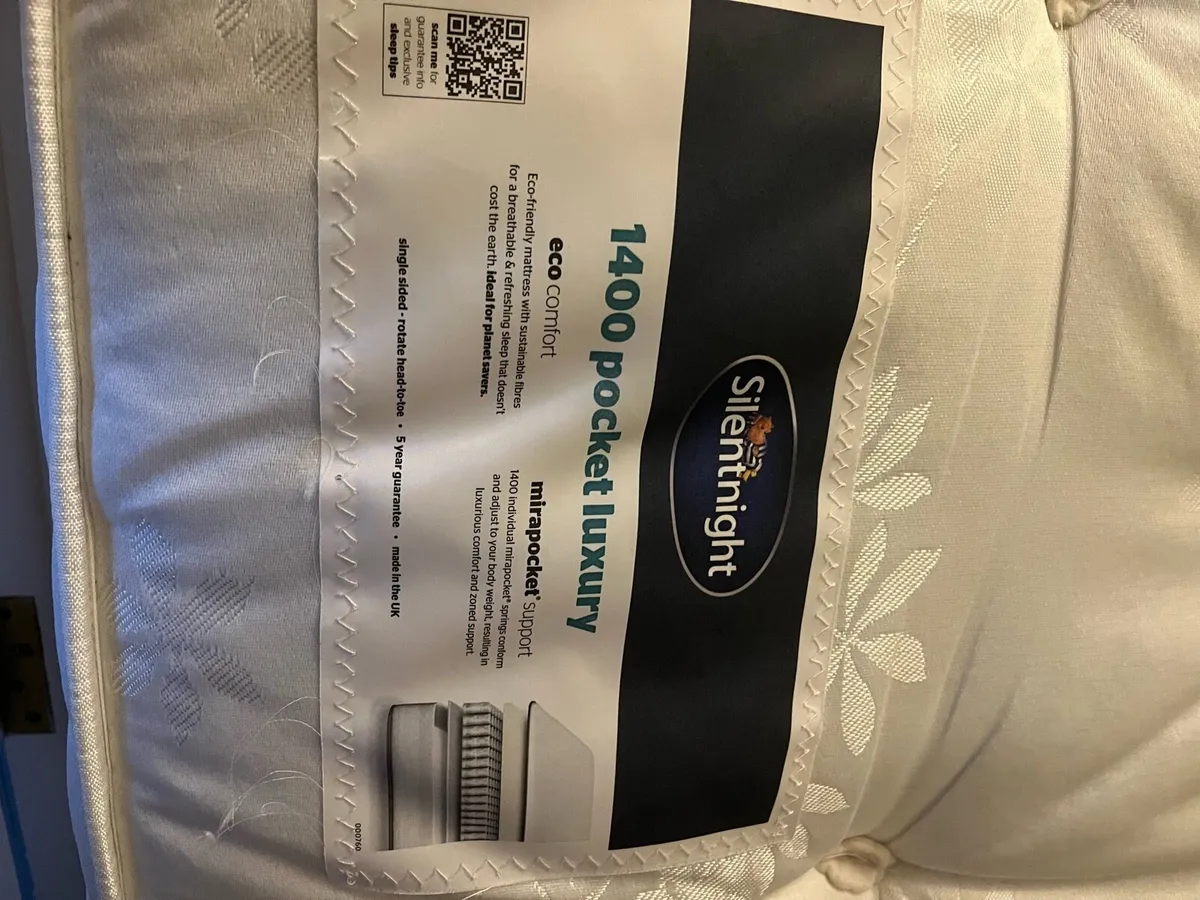 Silentnight
1400 pocket luxury
eco comfort
Eco-friendly mattress with sustainable fibres
for a breathable & refreshing sleep that doesn't
cost the earth. Ideal for planet savers.
mirapocket® support
1400 individual mirapocket® springs conform
and adjust to your body weight, resulting in
luxurious comfort and zoned support.
scan me for
guarantee info
and exclusive
sleep tips
single sided - rotate head-to-toe • 5 year guarantee • made in the UK
000760